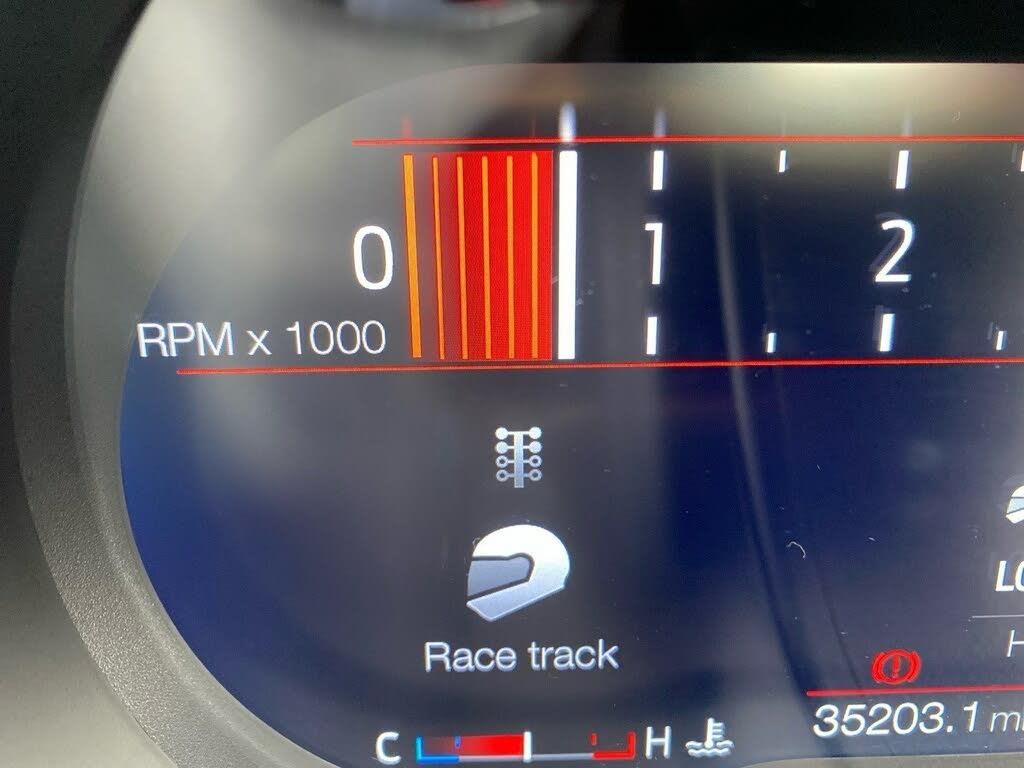 0 1 2
RPM x 1000
Race track
C H
35203.1